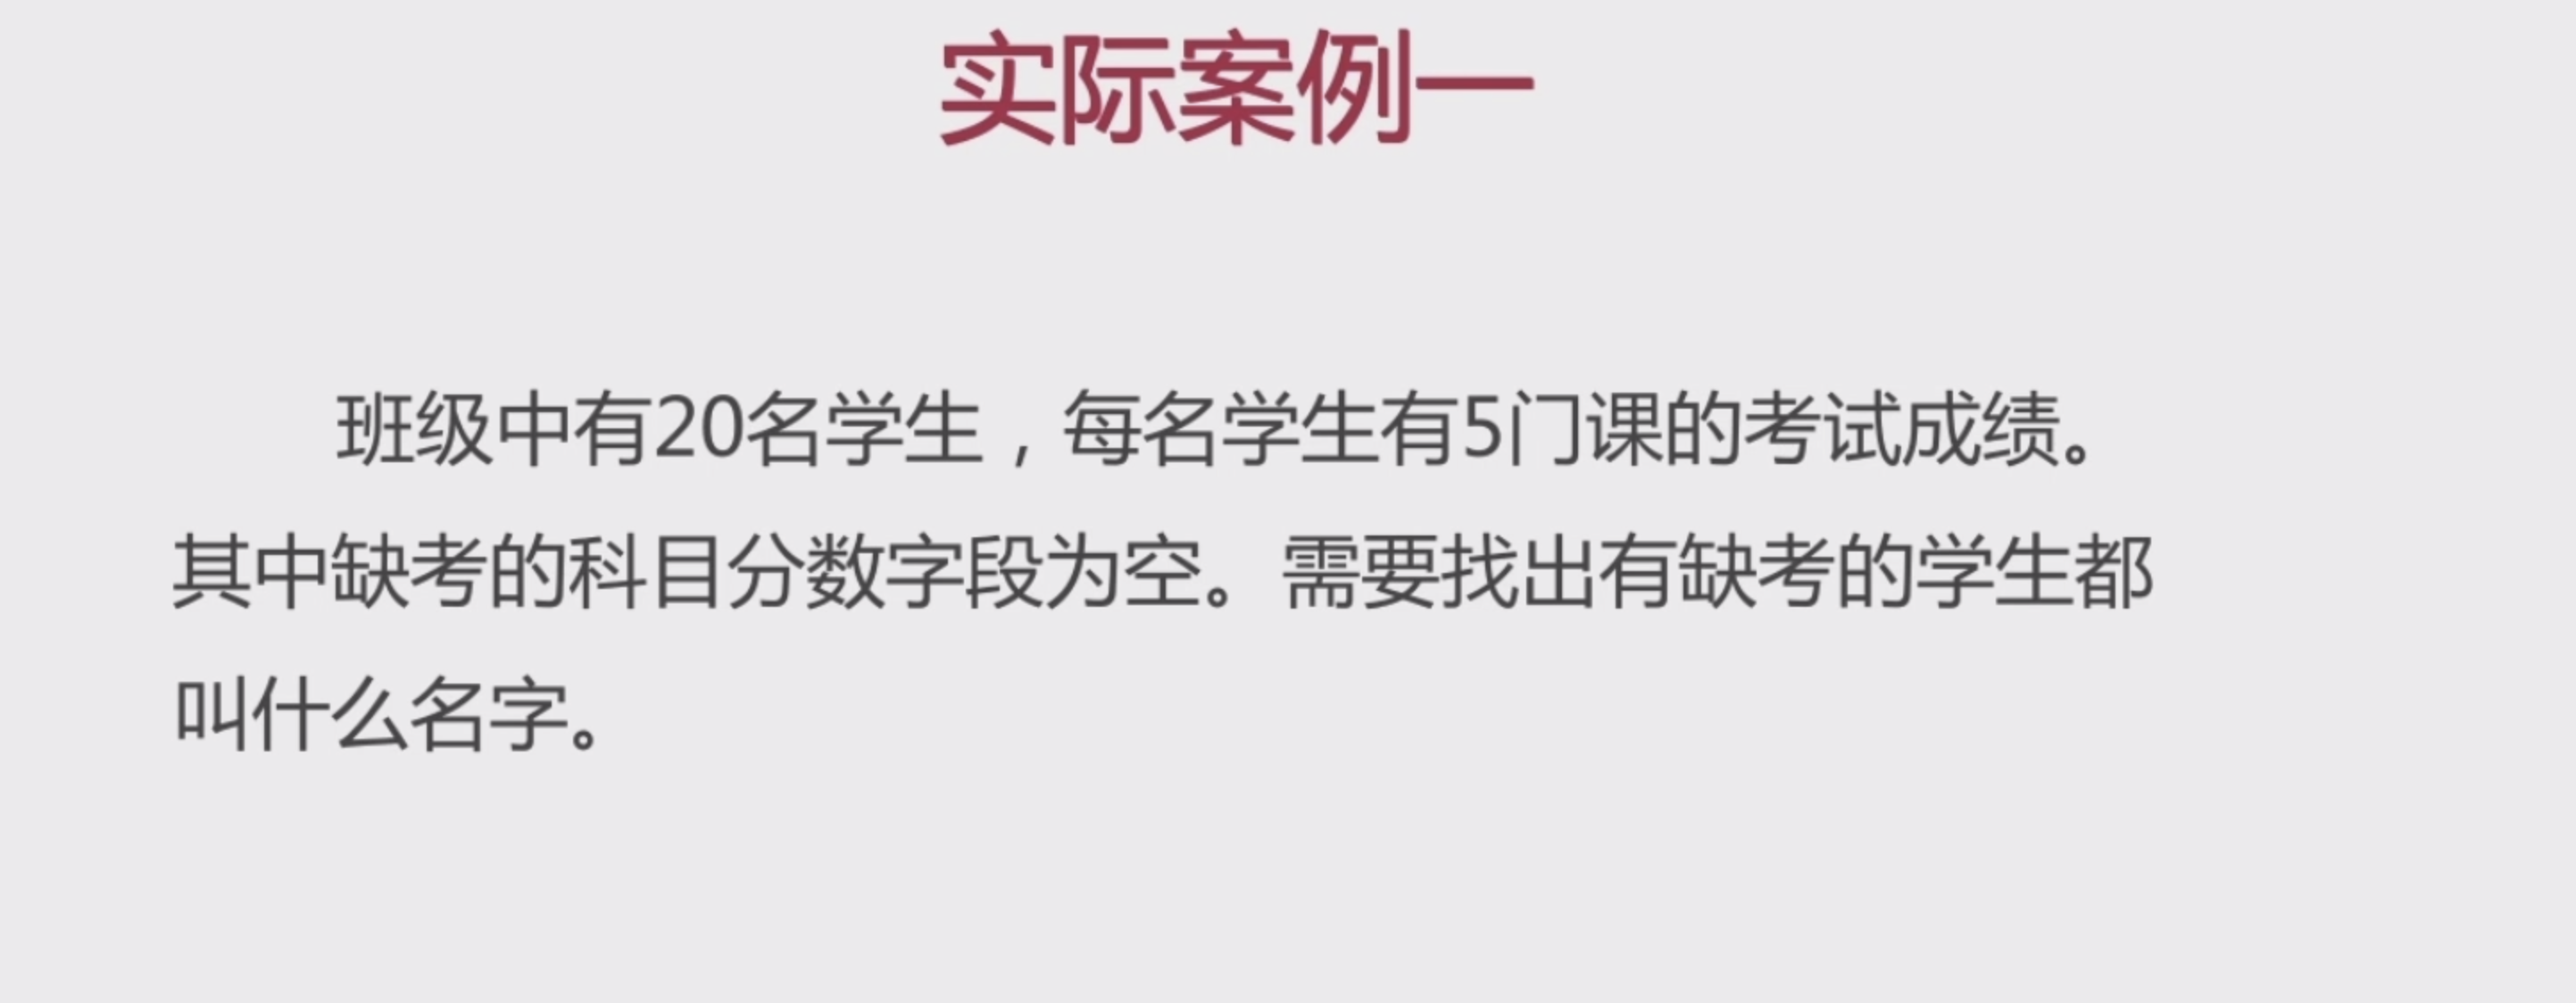 实际案例一
班级中有20名学生，每名学生有5门课的考试成绩。
其中缺考的科目分数字段为空。需要找出有缺考的学生都
叫什么名字。